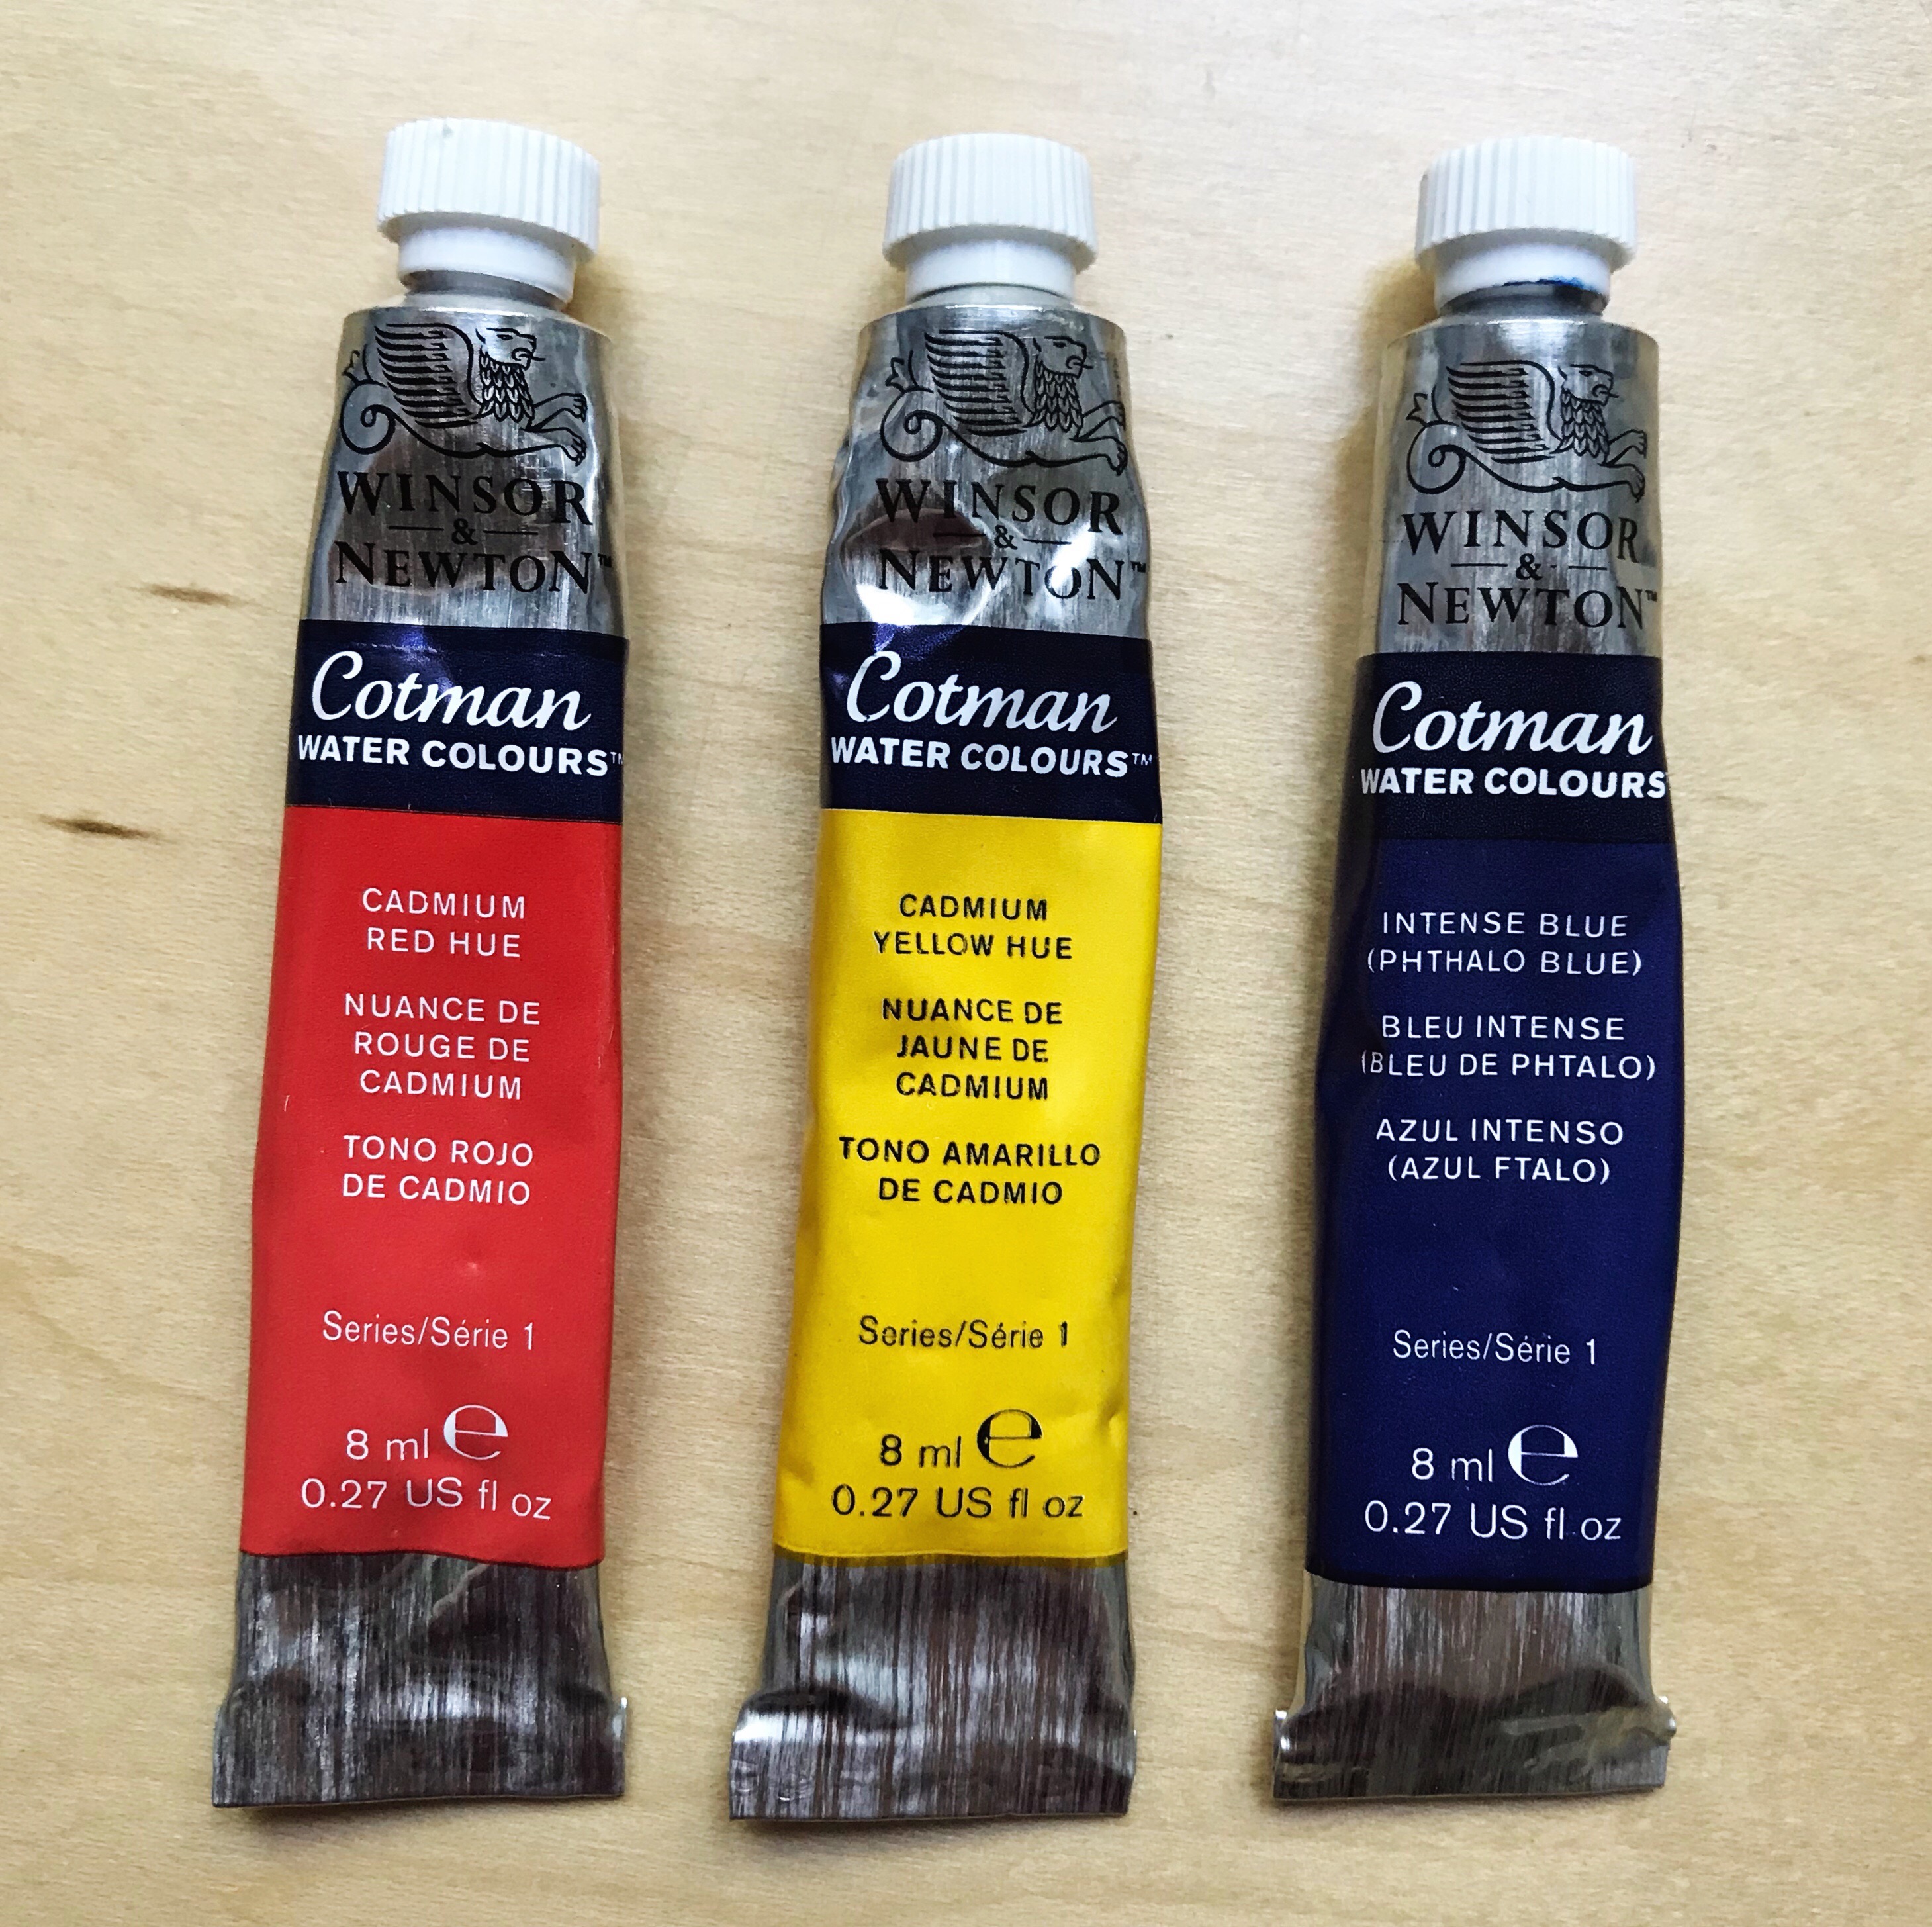 WINSOR
&
NEWTON™
Cotman
WATER COLOURS™
CADMIUM
RED HUE
NUANCE DE
ROUGE DE
CADMIUM
TONO ROJO
DE CADMIO
Series/Série 1
8 ml ℮
0.27 US fl oz
WINSOR
&
NEWTON™
Cotman
WATER COLOURS™
CADMIUM
YELLOW HUE
NUANCE DE
JAUNE DE
CADMIUM
TONO AMARILLO
DE CADMIO
Series/Série 1
8 ml ℮
0.27 US fl oz
WINSOR
&
NEWTON™
Cotman
WATER COLOURS
INTENSE BLUE
(PHTHALO BLUE)
BLEU INTENSE
(BLEU DE PHTALO)
AZUL INTENSO
(AZUL FTALO)
Series/Série 1
8 ml ℮
0.27 US fl oz